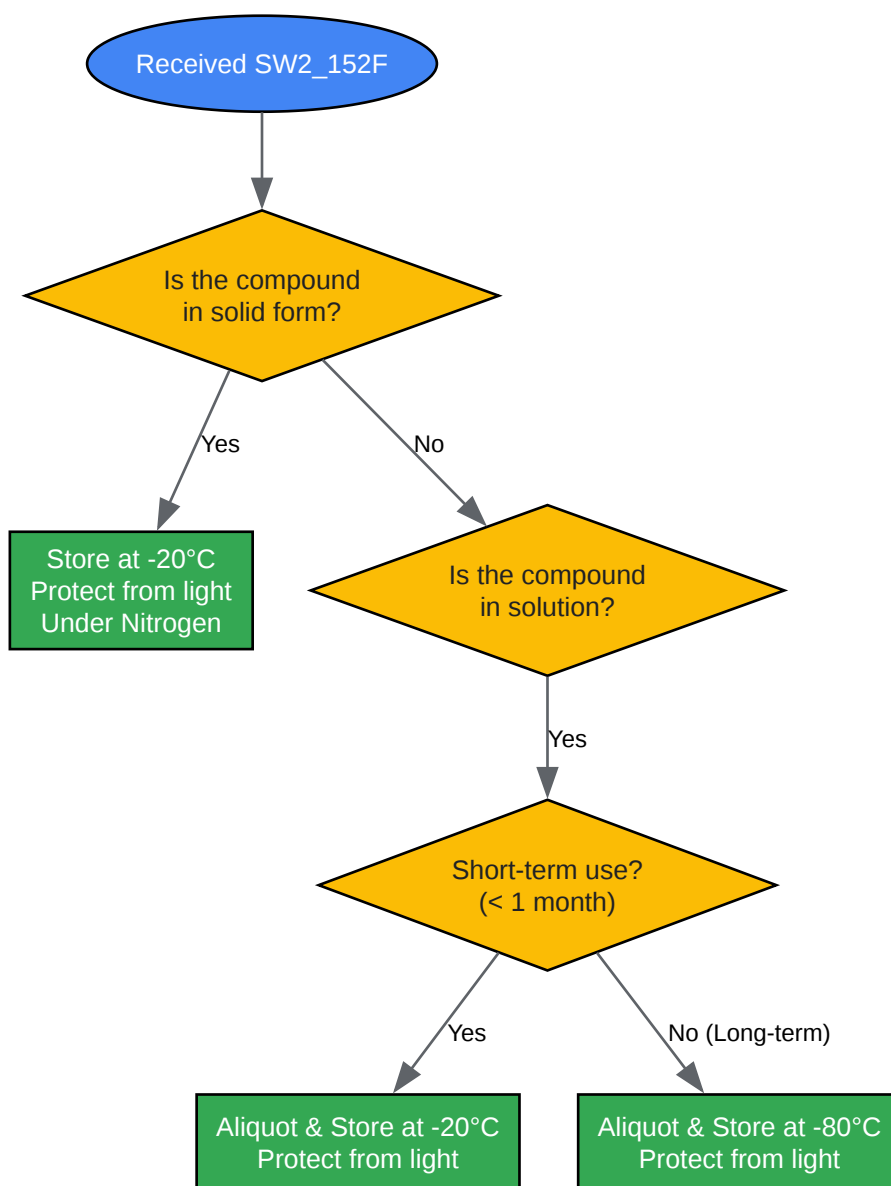 Received SW2_152F
Is the compound
in solid form?
Yes
No
Store at -20°C
Protect from light
Under Nitrogen
Is the compound
in solution?
Yes
Short-term use?
(< 1 month)
Yes
No (Long-term)
Aliquot & Store at -20°C
Protect from light
Aliquot & Store at -80°C
Protect from light